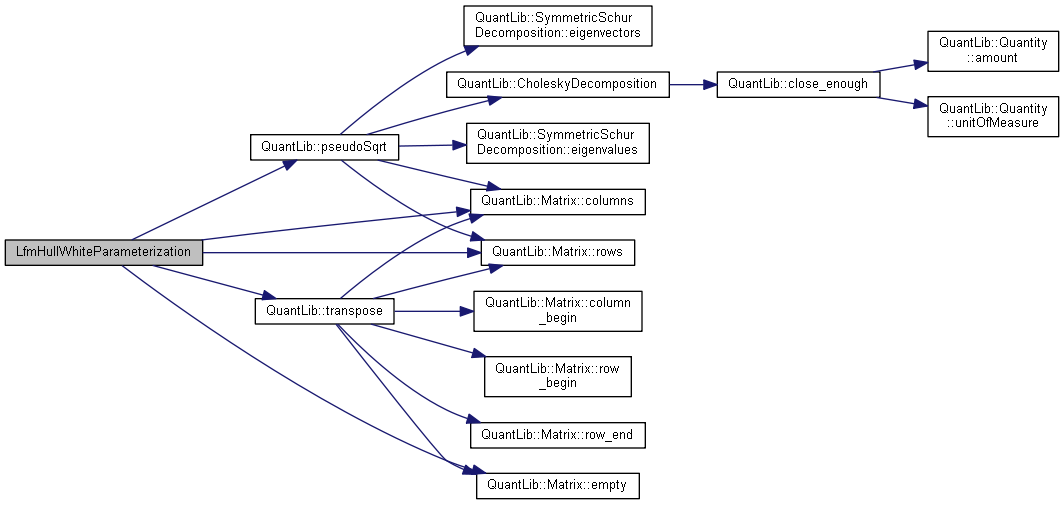 QuantLib::SymmetricSchur
Decomposition::eigenvectors
QuantLib::Quantity
::amount
QuantLib::CholeskyDecomposition
QuantLib::close_enough
QuantLib::Quantity
::unitOfMeasure
QuantLib::pseudoSqrt
QuantLib::SymmetricSchur
Decomposition::eigenvalues
QuantLib::Matrix::columns
LfmHullWhiteParameterization
QuantLib::Matrix::rows
QuantLib::transpose
QuantLib::Matrix::column
_begin
QuantLib::Matrix::row
_begin
QuantLib::Matrix::row_end
QuantLib::Matrix::empty